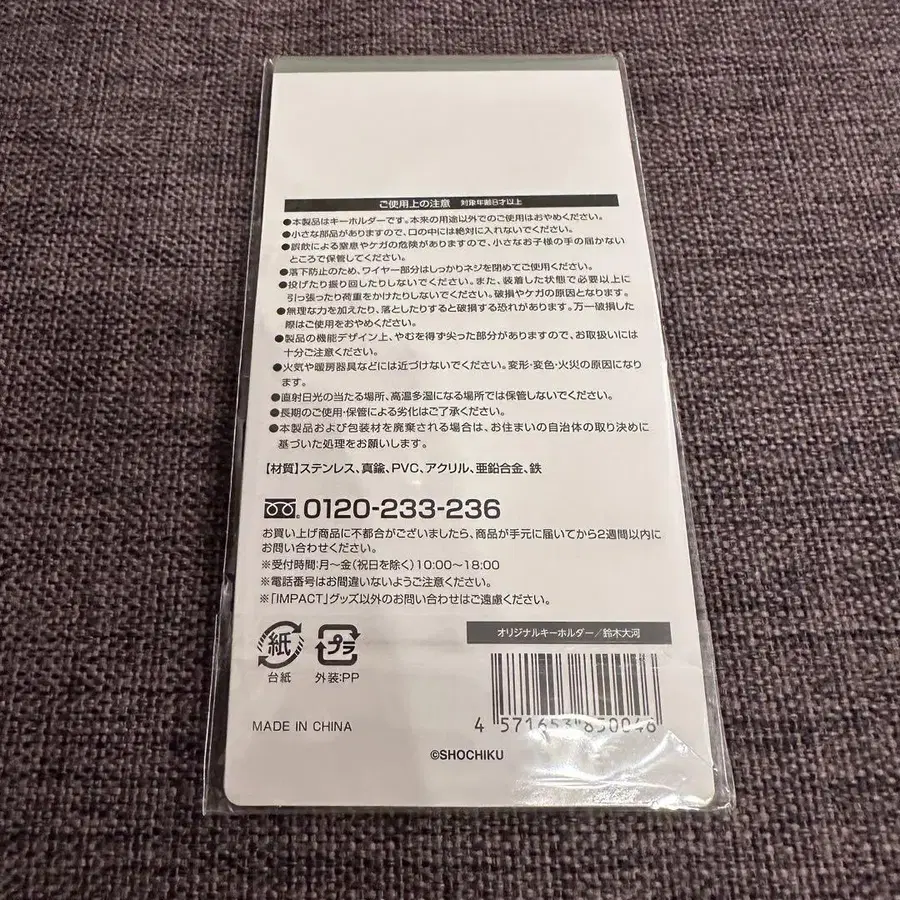 ご使用上の注意 対象年齢8才以上
●本製品はキーホルダーです。本来の用途以外でのご使用はおやめください。
●小さな部品がありますので、口の中には絶対に入れないでください。
●誤飲による窒息やケガの危険がありますので、小さなお子様の手の届かない
ところで保管してください。
●落下防止のため、ワイヤー部分はしっかりネジを閉めてご使用ください。
●投げたり振り回したりしないでください。また、装着した状態で必要以上に
引っ張ったり荷重をかけたりしないでください。破損やケガの原因となります。
●無理な力を加えたり、落としたりすると破損する恐れがあります。万一破損した
際はご使用をおやめください。
●製品の機能デザイン上、やむを得ず尖った部分がありますので、お取扱いには
十分ご注意ください。
●火気や暖房器具などには近づけないでください。変形・変色・火災の原因になり
ます。
●直射日光の当たる場所、高温多湿になる場所では保管しないでください。
●長期のご使用・保管による劣化はご了承ください。
●本製品および包装材を廃棄される場合は、お住まいの自治体の取り決めに
基づいた処理をお願いします。
【材質】ステンレス、真鍮、PVC、アクリル、亜鉛合金、鉄
0120-233-236
お買い上げ商品に不都合がございましたら、商品が手元に届いてから2週間以内に
お問い合わせください。
※受付時間:月〜金(祝日を除く)10:00〜18:00
※電話番号はお間違いないようご注意ください。
※「IMPACT」グッズ以外のお問い合わせはご遠慮ください。
紙
台紙
プラ
外装:PP
オリジナルキーホルダー/鈴木大河
4 571653 850046
MADE IN CHINA
©SHOCHIKU